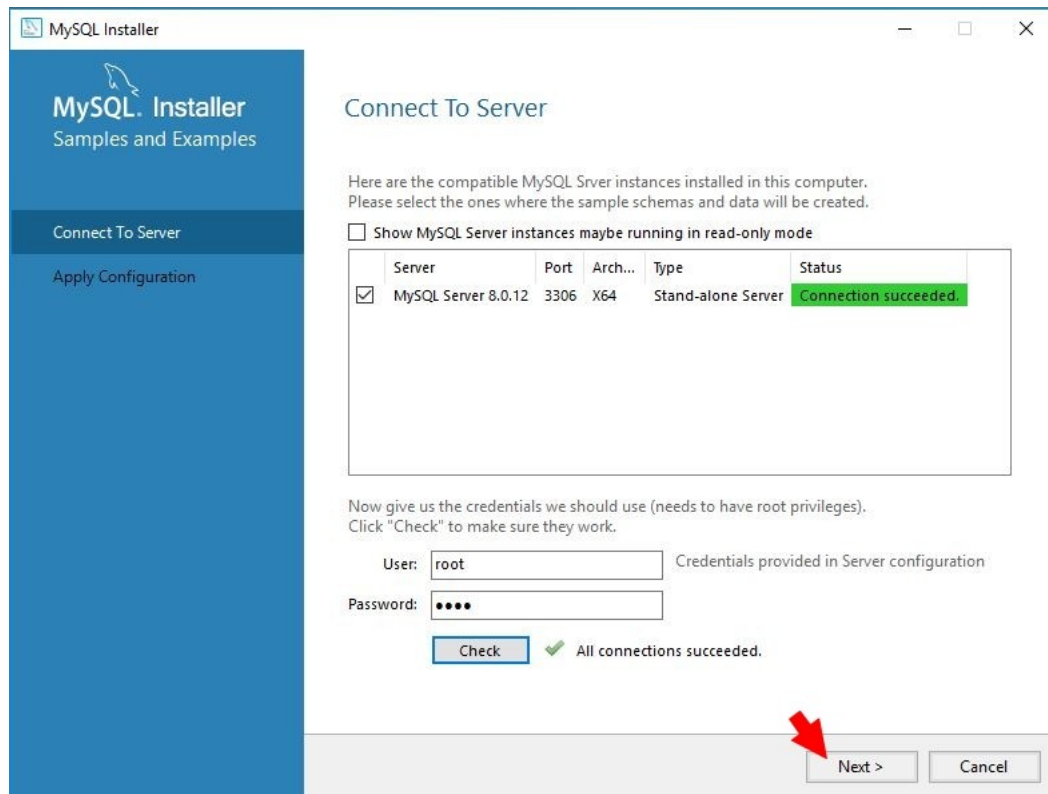 MySQL Installer
MySQL. Installer
Samples and Examples
Connect To Server
Apply Configuration
Connect To Server
Here are the compatible MySQL Srver instances installed in this computer.
Please select the ones where the sample schemas and data will be created.
Show MySQL Server instances maybe running in read-only mode
Server Port Arch... Type Status
MySQL Server 8.0.12 3306 X64 Stand-alone Server Connection succeeded.
Now give us the credentials we should use (needs to have root privileges).
Click "Check" to make sure they work.
User: root Credentials provided in Server configuration
Password: ••••
Check All connections succeeded.
Next > Cancel